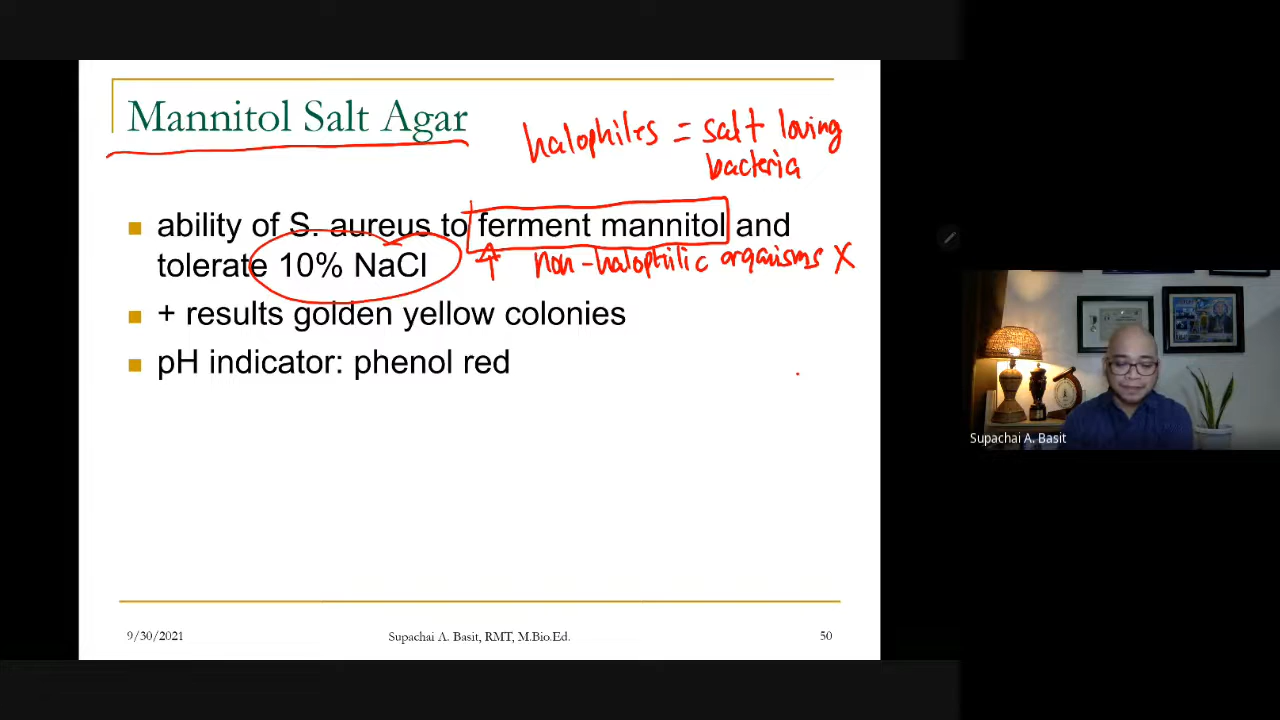 Mannitol Salt Agar
halophiles = salt loving
bacteria
ability of S. aureus to ferment mannitol and
non-halophilic organisms X
tolerate 10% NaCl
+ results golden yellow colonies
pH indicator: phenol red
9/30/2021
Supachai A. Basit, RMT, M.Bio.Ed.
50
Supachai A. Basit